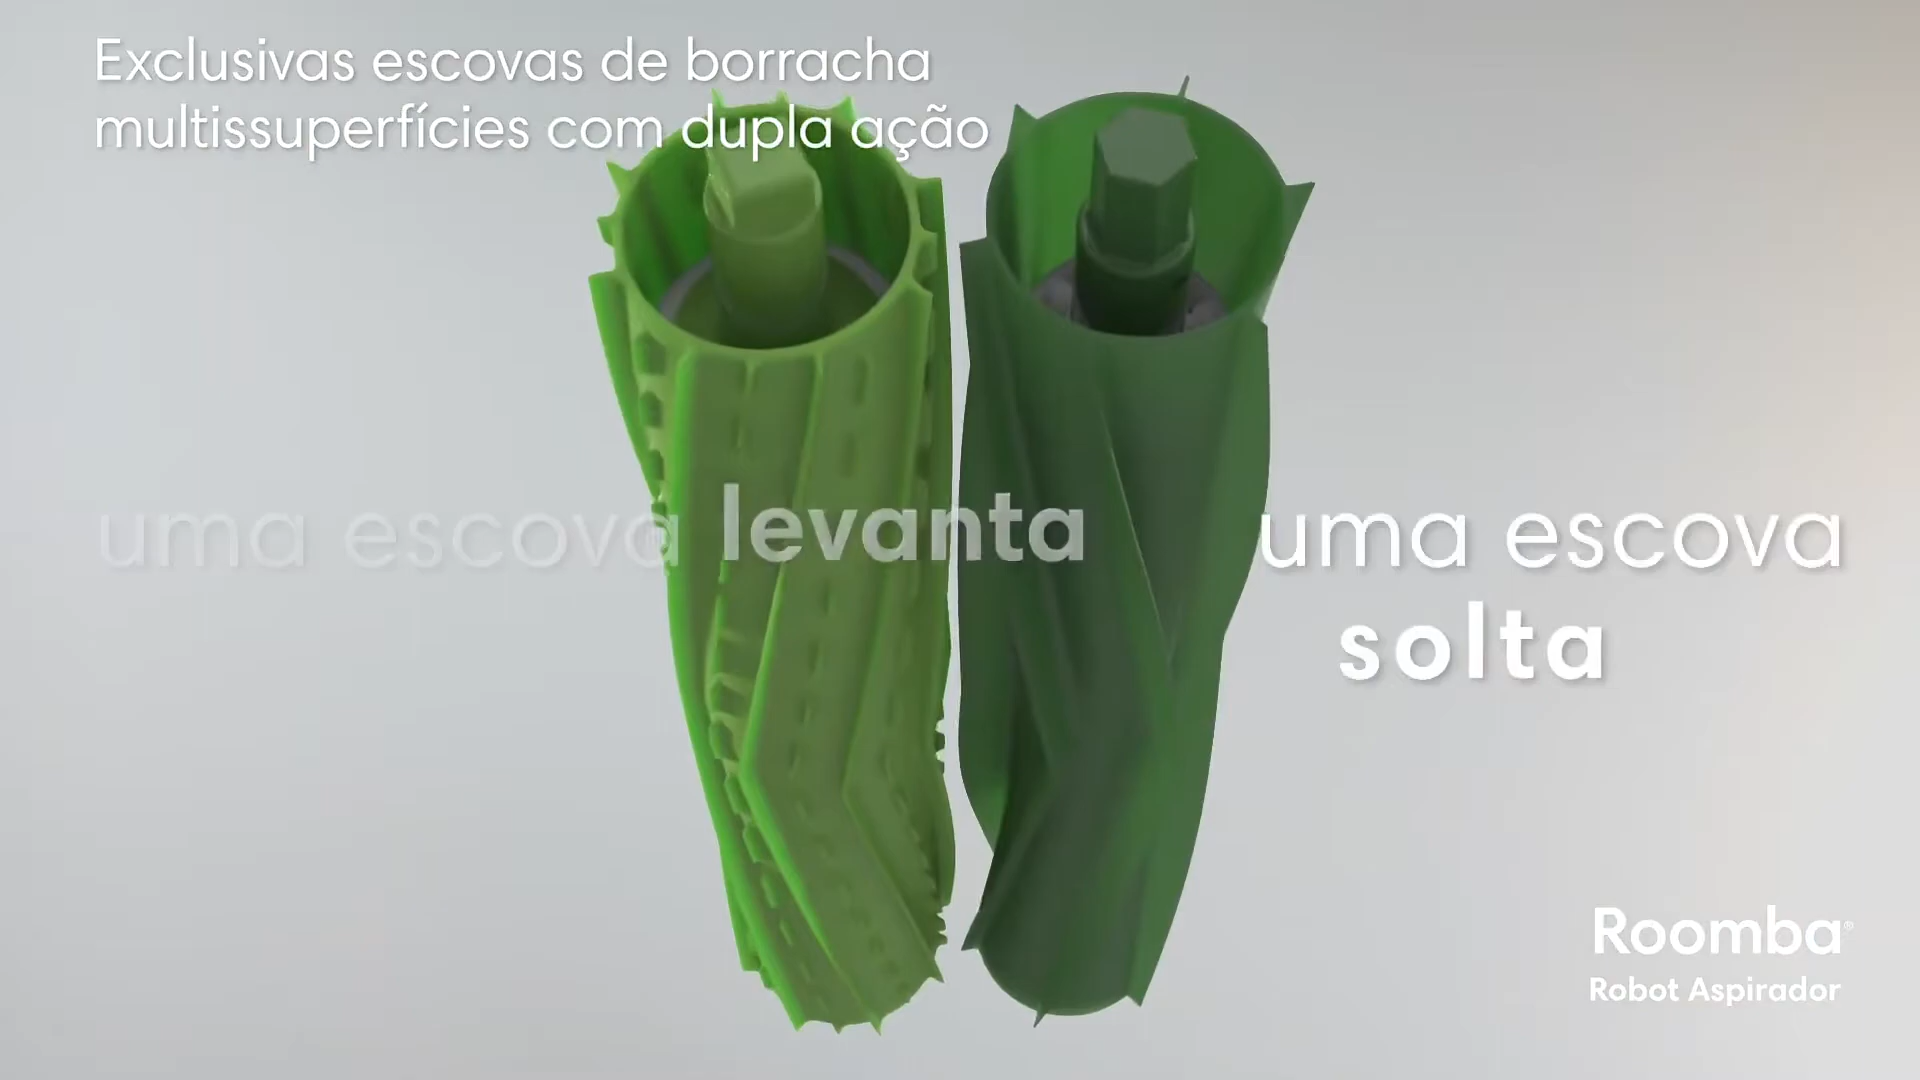 Exclusivas escovas de borracha
multissuperfícies com dupla ação
uma escova levanta
uma escova
solta
Roomba®
Robot Aspirador